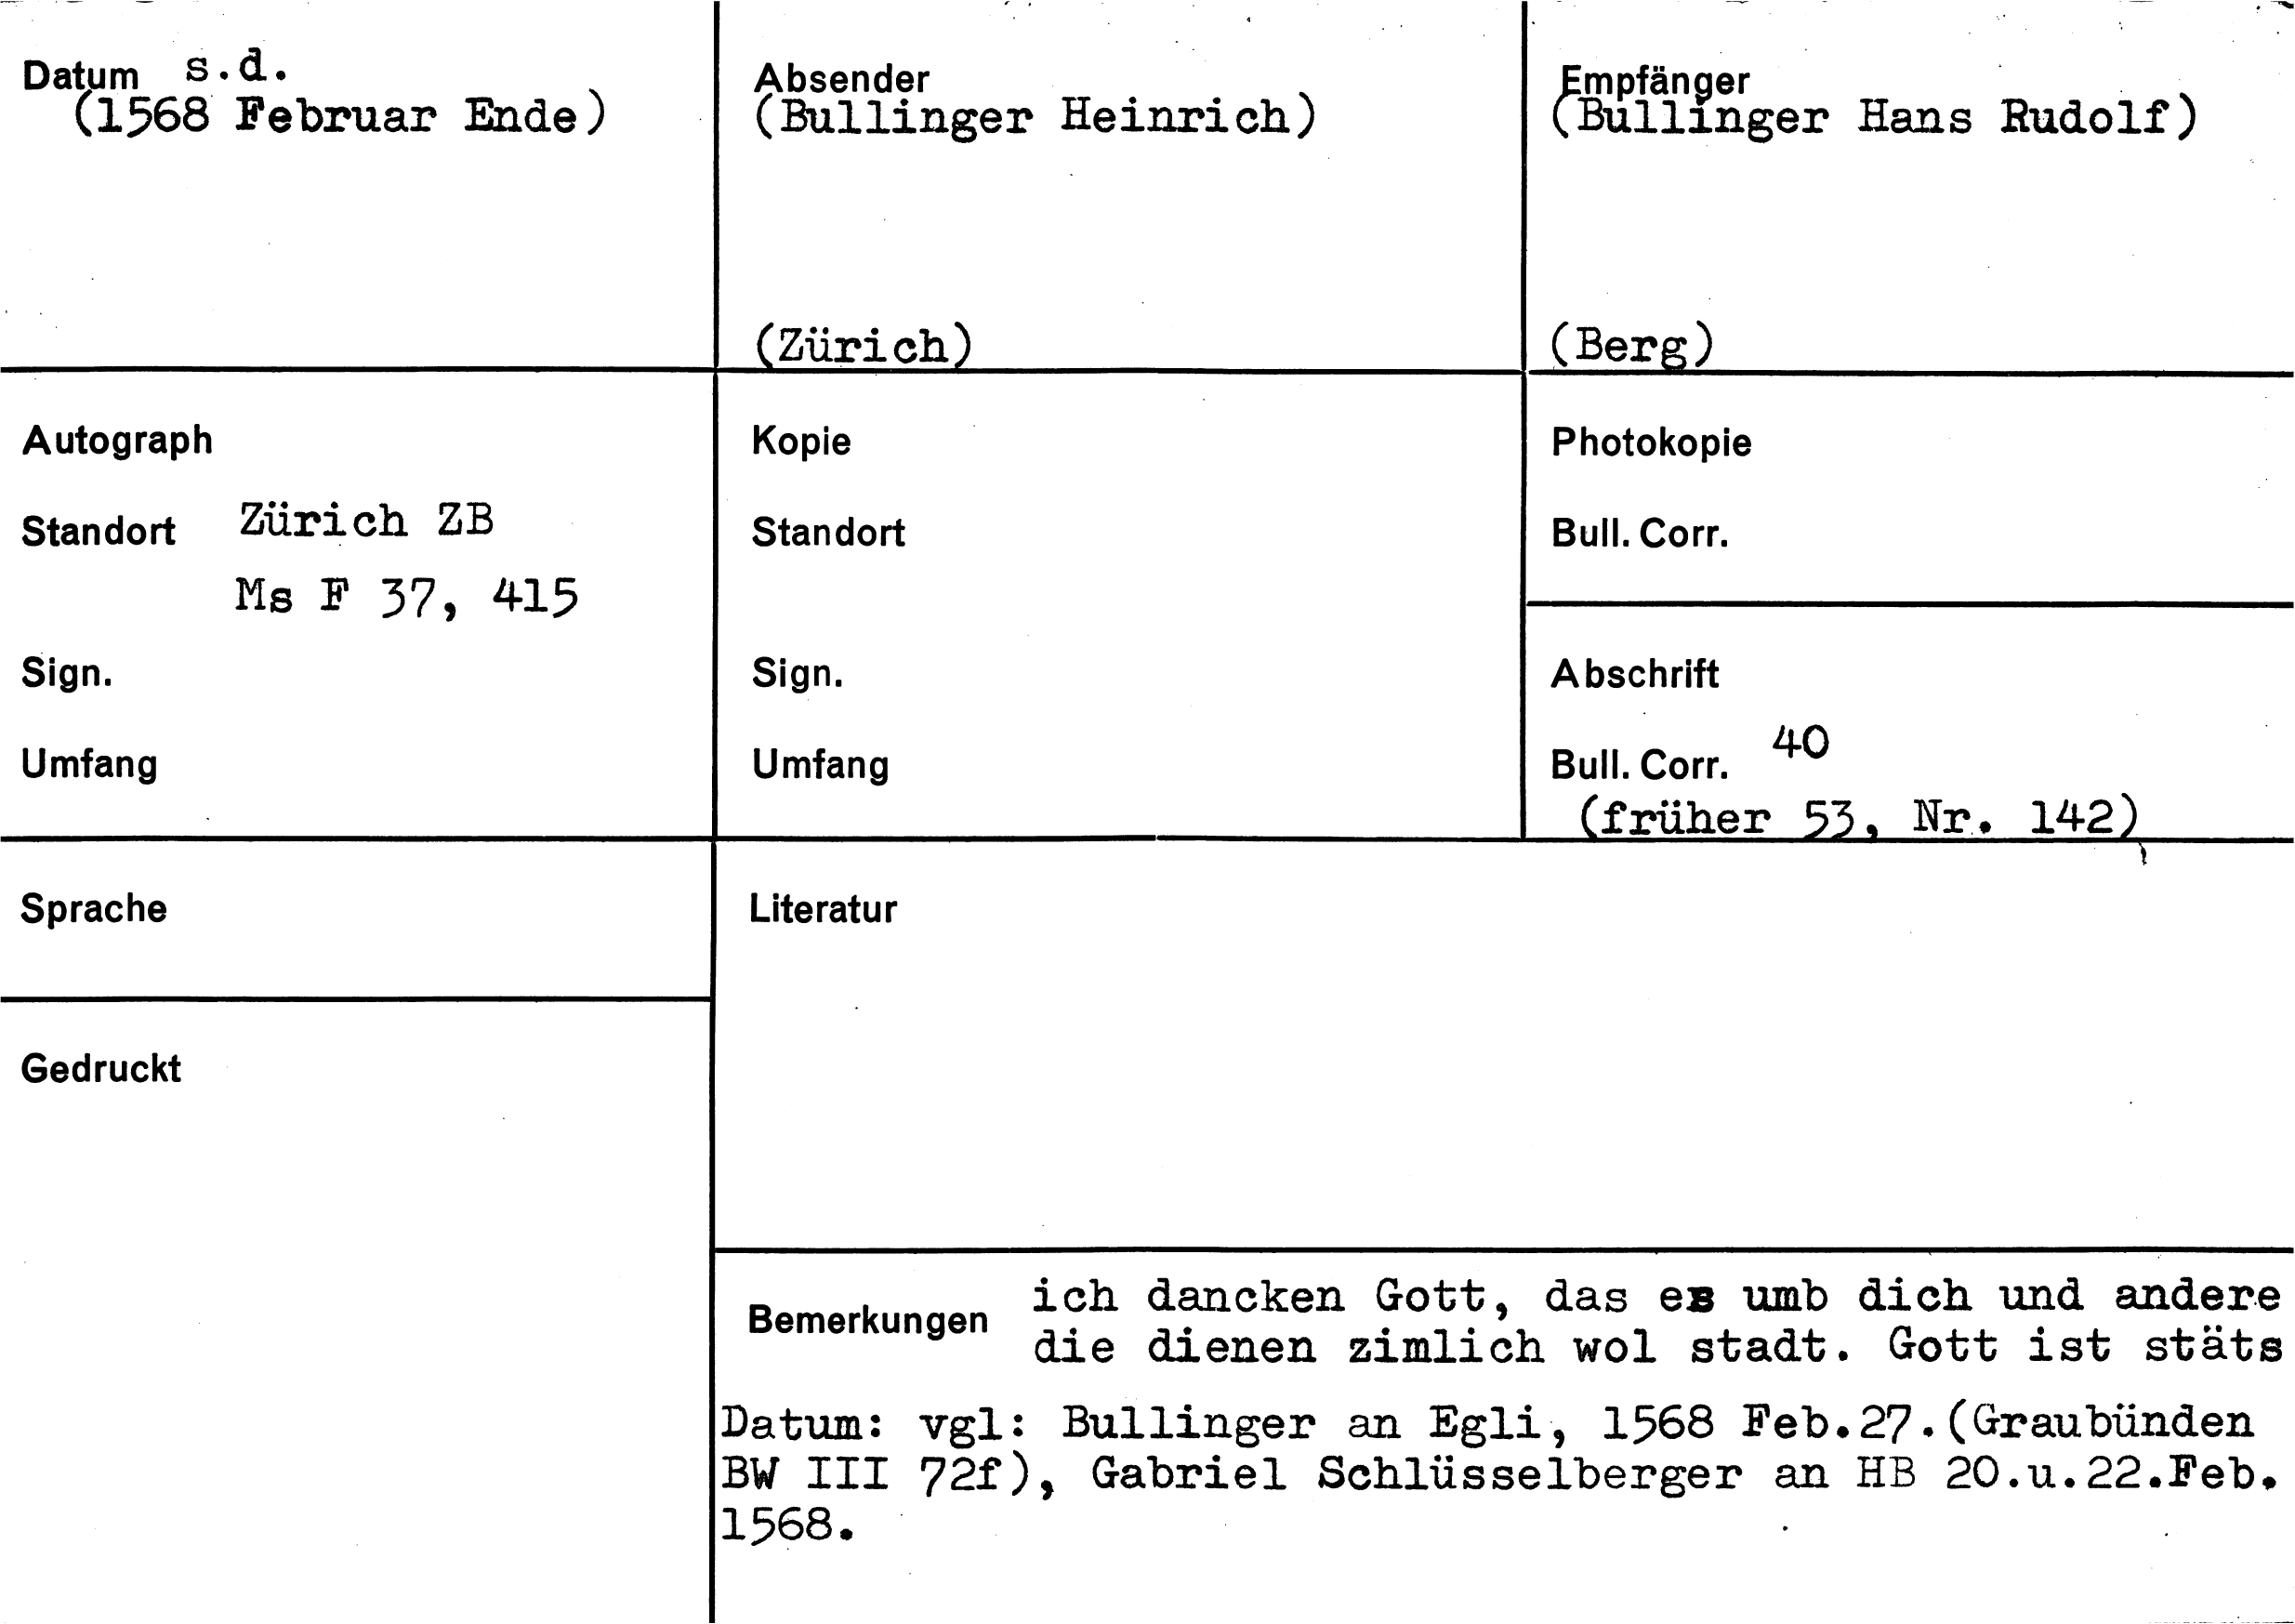 Datum s.d.
(1568 Februar Ende)
Absender
(Bullinger Heinrich)
(Zürich)
Empfänger
(Bullinger Hans Rudolf)
(Berg)
Autograph
Standort Zürich ZB
Ms F 37, 415
Sign.
Umfang
Kopie
Standort
Sign.
Umfang
Photokopie
Bull. Corr.
Abschrift
Bull. Corr. 40
(früher 53, Nr. 142)
Sprache
Literatur
Gedruckt
Bemerkungen ich dancken Gott, das es umb dich und andere
die dienen zimlich wol stadt. Gott ist stäts
Datum: vgl: Bullinger an Egli, 1568 Feb.27.(Graubünden
BW III 72f), Gabriel Schlüsselberger an HB 20.u.22.Feb.
1568.